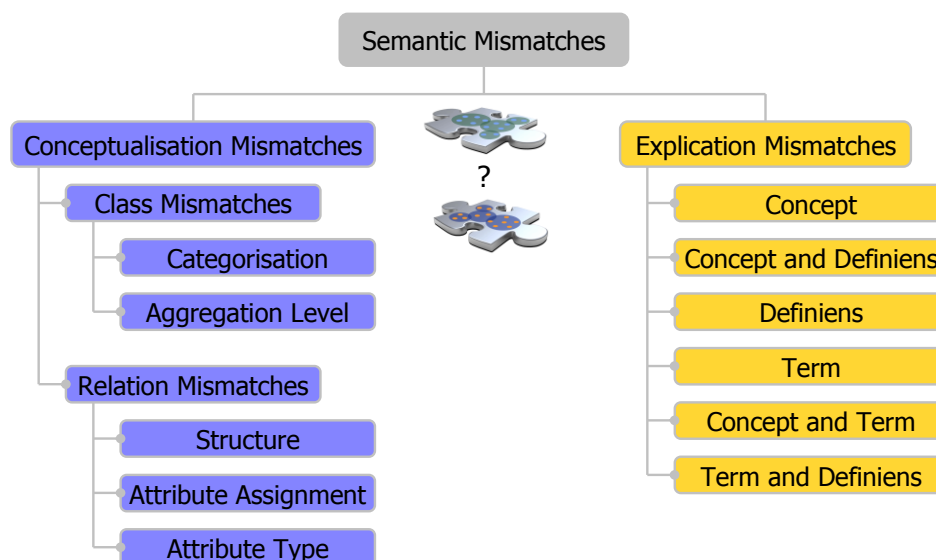 Semantic Mismatches
Conceptualisation Mismatches
Class Mismatches
Categorisation
Aggregation Level
Relation Mismatches
Structure
Attribute Assignment
Attribute Type
?
Explication Mismatches
Concept
Concept and Definiens
Definiens
Term
Concept and Term
Term and Definiens